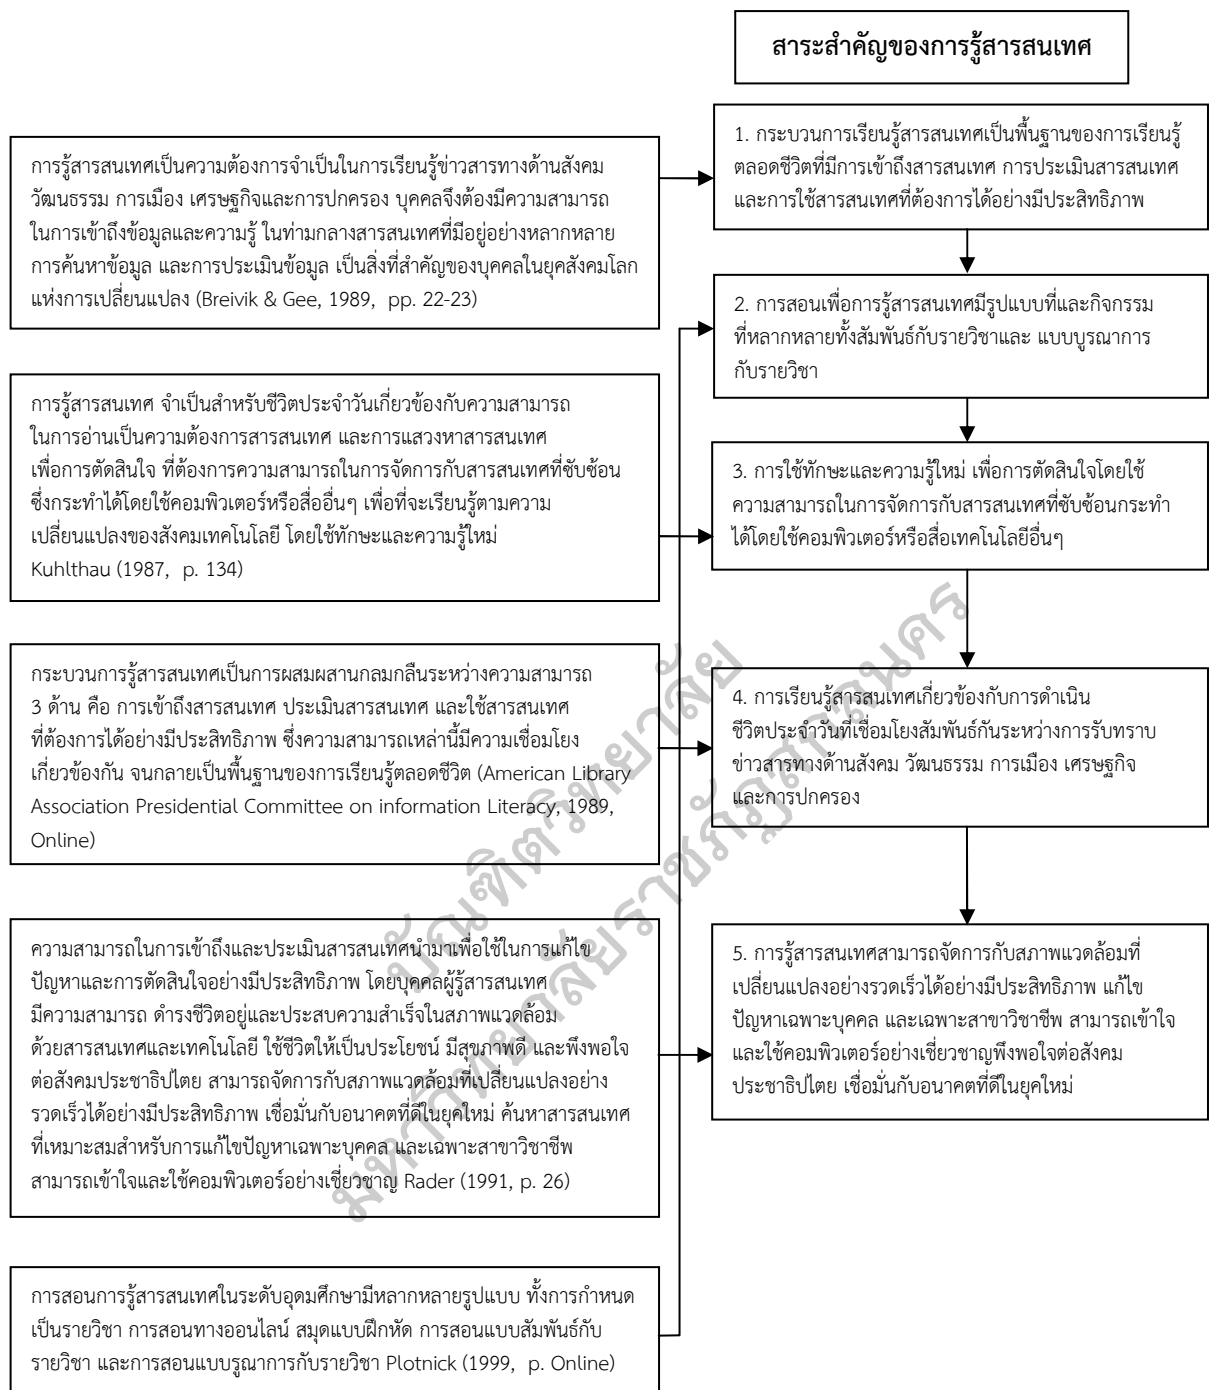 สาระสำคัญของการรู้สารสนเทศ
การรู้สารสนเทศเป็นความต้องการจำเป็นในการเรียนรู้ข่าวสารทางด้านสังคม
วัฒนธรรม การเมือง เศรษฐกิจและการปกครอง บุคคลจึงต้องมีความสามารถ
ในการเข้าถึงข้อมูลและความรู้ ในท่ามกลางสารสนเทศที่มีอยู่อย่างหลากหลาย
การค้นหาข้อมูล และการประเมินข้อมูล เป็นสิ่งที่สำคัญของบุคคลในยุคสังคมโลก
แห่งการเปลี่ยนแปลง (Breivik & Gee, 1989, pp. 22-23)
การรู้สารสนเทศ จำเป็นสำหรับชีวิตประจำวันเกี่ยวข้องกับความสามารถ
ในการอ่านเป็นความต้องการสารสนเทศ และการแสวงหาสารสนเทศ
เพื่อการตัดสินใจ ที่ต้องการความสามารถในการจัดการกับสารสนเทศที่ซับซ้อน
ซึ่งกระทำได้โดยใช้คอมพิวเตอร์หรือสื่ออื่นๆ เพื่อที่จะเรียนรู้ตามความ
เปลี่ยนแปลงของสังคมเทคโนโลยี โดยใช้ทักษะและความรู้ใหม่
Kuhlthau (1987, p. 134)
กระบวนการรู้สารสนเทศเป็นการผสมผสานกลมกลืนระหว่างความสามารถ
3 ด้าน คือ การเข้าถึงสารสนเทศ ประเมินสารสนเทศ และใช้สารสนเทศ
ที่ต้องการได้อย่างมีประสิทธิภาพ ซึ่งความสามารถเหล่านี้มีความเชื่อมโยง
เกี่ยวข้องกัน จนกลายเป็นพื้นฐานของการเรียนรู้ตลอดชีวิต (American Library
Association Presidential Committee on information Literacy, 1989,
Online)
ความสามารถในการเข้าถึงและประเมินสารสนเทศนำมาเพื่อใช้ในการแก้ไข
ปัญหาและการตัดสินใจอย่างมีประสิทธิภาพ โดยบุคคลผู้รู้สารสนเทศ
มีความสามารถ ดำรงชีวิตอยู่และประสบความสำเร็จในสภาพแวดล้อม
ด้วยสารสนเทศและเทคโนโลยี ใช้ชีวิตให้เป็นประโยชน์ มีสุขภาพดี และพึงพอใจ
ต่อสังคมประชาธิปไตย สามารถจัดการกับสภาพแวดล้อมที่เปลี่ยนแปลงอย่าง
รวดเร็วได้อย่างมีประสิทธิภาพ เชื่อมั่นกับอนาคตที่ดีในยุคใหม่ ค้นหาสารสนเทศ
ที่เหมาะสมสำหรับการแก้ไขปัญหาเฉพาะบุคคล และเฉพาะสาขาวิชาชีพ
สามารถเข้าใจและใช้คอมพิวเตอร์อย่างเชี่ยวชาญ Rader (1991, p. 26)
การสอนการรู้สารสนเทศในระดับอุดมศึกษามีหลากหลายรูปแบบ ทั้งการกำหนด
เป็นรายวิชา การสอนทางออนไลน์ สมุดแบบฝึกหัด การสอนแบบสัมพันธ์กับ
รายวิชา และการสอนแบบรูณาการกับรายวิชา Plotnick (1999, p. Online)
1. กระบวนการเรียนรู้สารสนเทศเป็นพื้นฐานของการเรียนรู้
ตลอดชีวิตที่มีการเข้าถึงสารสนเทศ การประเมินสารสนเทศ
และการใช้สารสนเทศที่ต้องการได้อย่างมีประสิทธิภาพ
2. การสอนเพื่อการรู้สารสนเทศมีรูปแบบที่และกิจกรรม
ที่หลากหลายทั้งสัมพันธ์กับรายวิชาและ แบบบูรณาการ
กับรายวิชา
3. การใช้ทักษะและความรู้ใหม่ เพื่อการตัดสินใจโดยใช้
ความสามารถในการจัดการกับสารสนเทศที่ซับซ้อนกระทำ
ได้โดยใช้คอมพิวเตอร์หรือสื่อเทคโนโลยีอื่นๆ
4. การเรียนรู้สารสนเทศเกี่ยวข้องกับการดำเนิน
ชีวิตประจำวันที่เชื่อมโยงสัมพันธ์กันระหว่างการรับทราบ
ข่าวสารทางด้านสังคม วัฒนธรรม การเมือง เศรษฐกิจ
และการปกครอง
5. การรู้สารสนเทศสามารถจัดการกับสภาพแวดล้อมที่
เปลี่ยนแปลงอย่างรวดเร็วได้อย่างมีประสิทธิภาพ แก้ไข
ปัญหาเฉพาะบุคคล และเฉพาะสาขาวิชาชีพ สามารถเข้าใจ
และใช้คอมพิวเตอร์อย่างเชี่ยวชาญพึงพอใจต่อสังคม
ประชาธิปไตย เชื่อมั่นกับอนาคตที่ดีในยุคใหม่
บัณฑิตวิทยาลัย
มหาวิทยาลัยราชภัฏสกลนคร